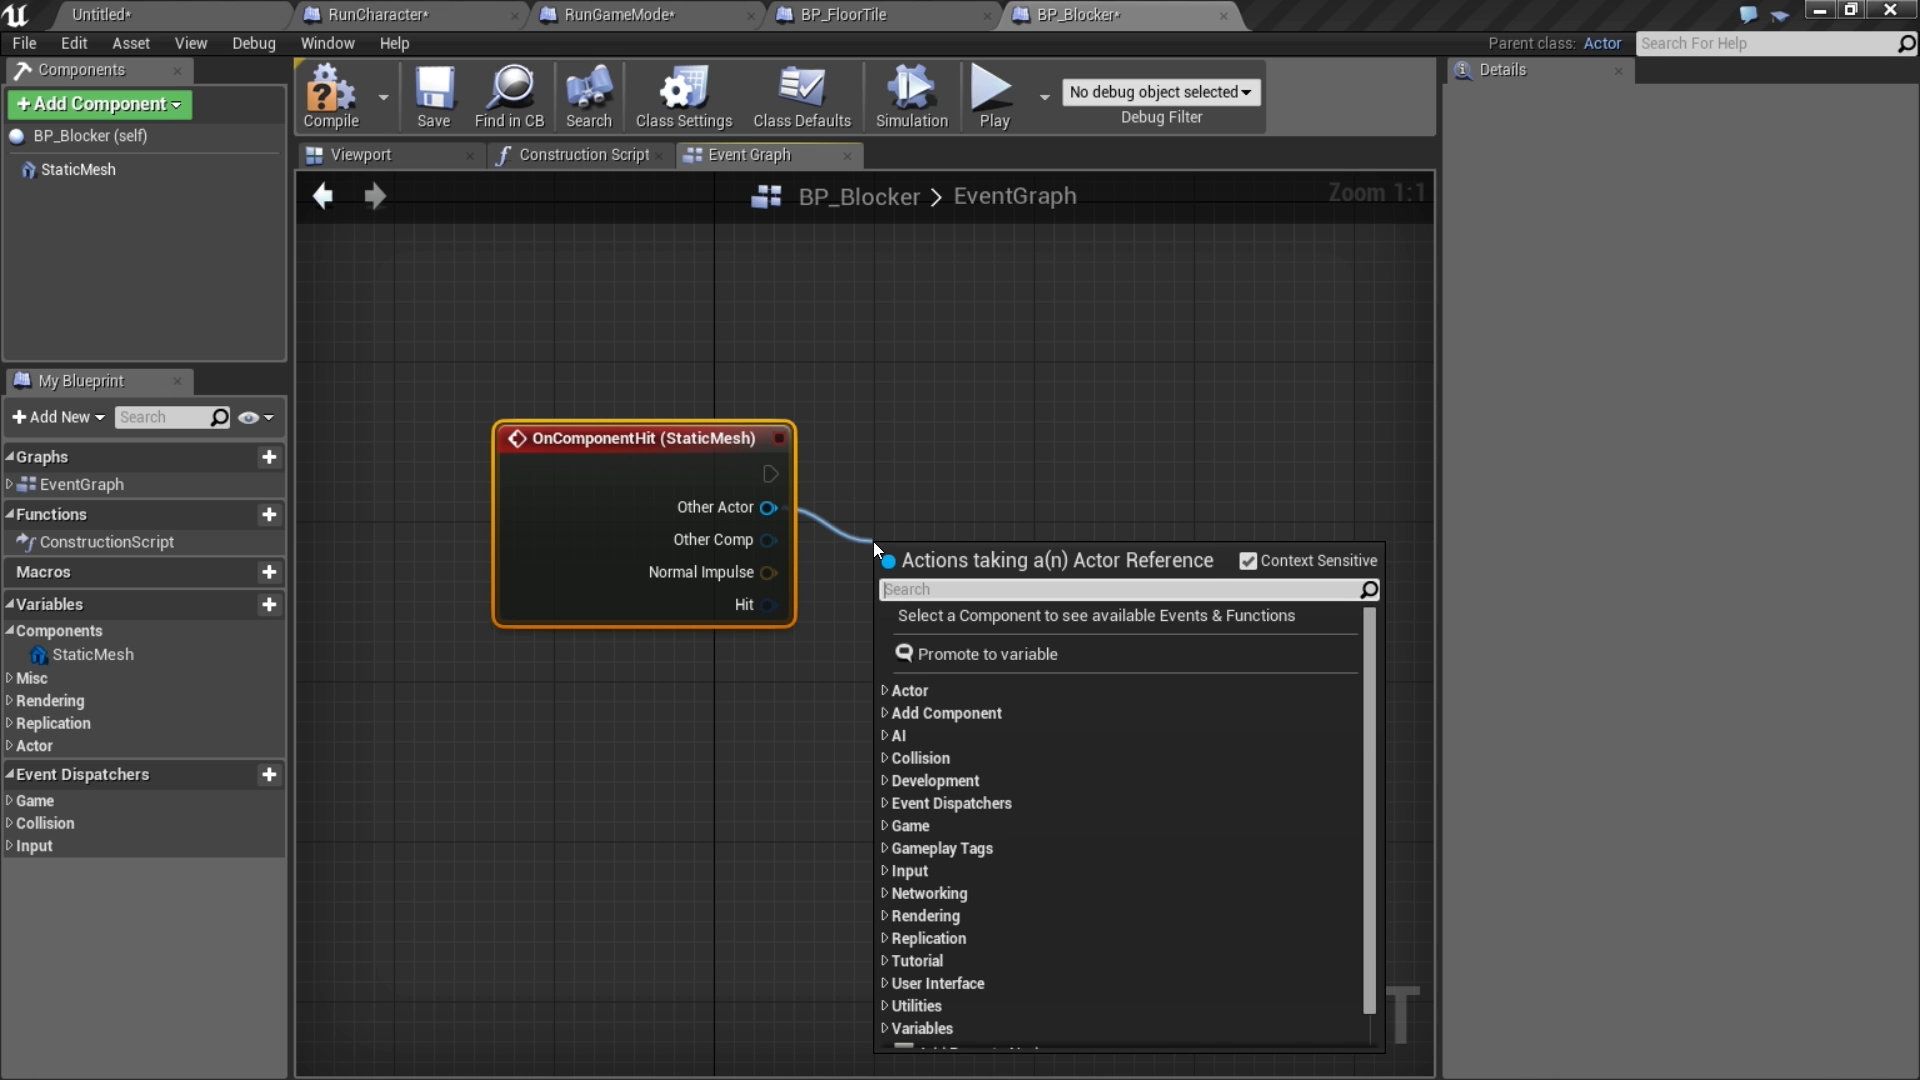 Untitled*
RunCharacter*
RunGameMode*
BP_FloorTile
BP_Blocker*
File Edit Asset View Debug Window Help
Parent class: Actor
Search For Help
Components
Add Component
BP_Blocker (self)
StaticMesh
Compile
Save
Find in CB
Search
Class Settings
Class Defaults
Simulation
Play
No debug object selected
Debug Filter
Details
Viewport
Construction Script
Event Graph
BP_Blocker > EventGraph
Zoom 1:1
My Blueprint
Add New
Search
Graphs
EventGraph
Functions
ConstructionScript
Macros
Variables
Components
StaticMesh
Misc
Rendering
Replication
Actor
Event Dispatchers
Game
Collision
Input
OnComponentHit (StaticMesh)
Other Actor
Other Comp
Normal Impulse
Hit
Actions taking a(n) Actor Reference
Context Sensitive
Search
Select a Component to see available Events & Functions
Promote to variable
Actor
Add Component
AI
Collision
Development
Event Dispatchers
Game
Gameplay Tags
Input
Networking
Rendering
Replication
Tutorial
User Interface
Utilities
Variables
T